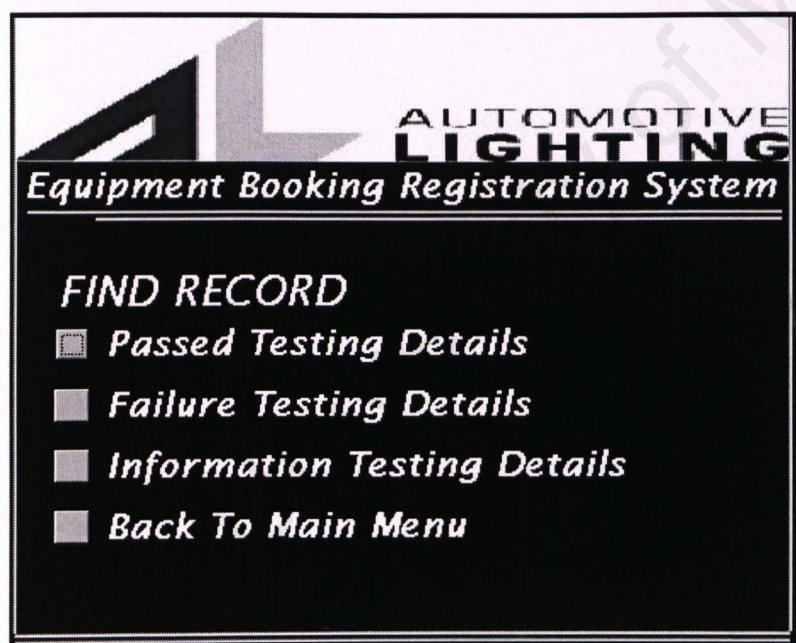 AUTOMOTIVE
LIGHTING
Equipment Booking Registration System
FIND RECORD
Passed Testing Details
Failure Testing Details
Information Testing Details
Back To Main Menu